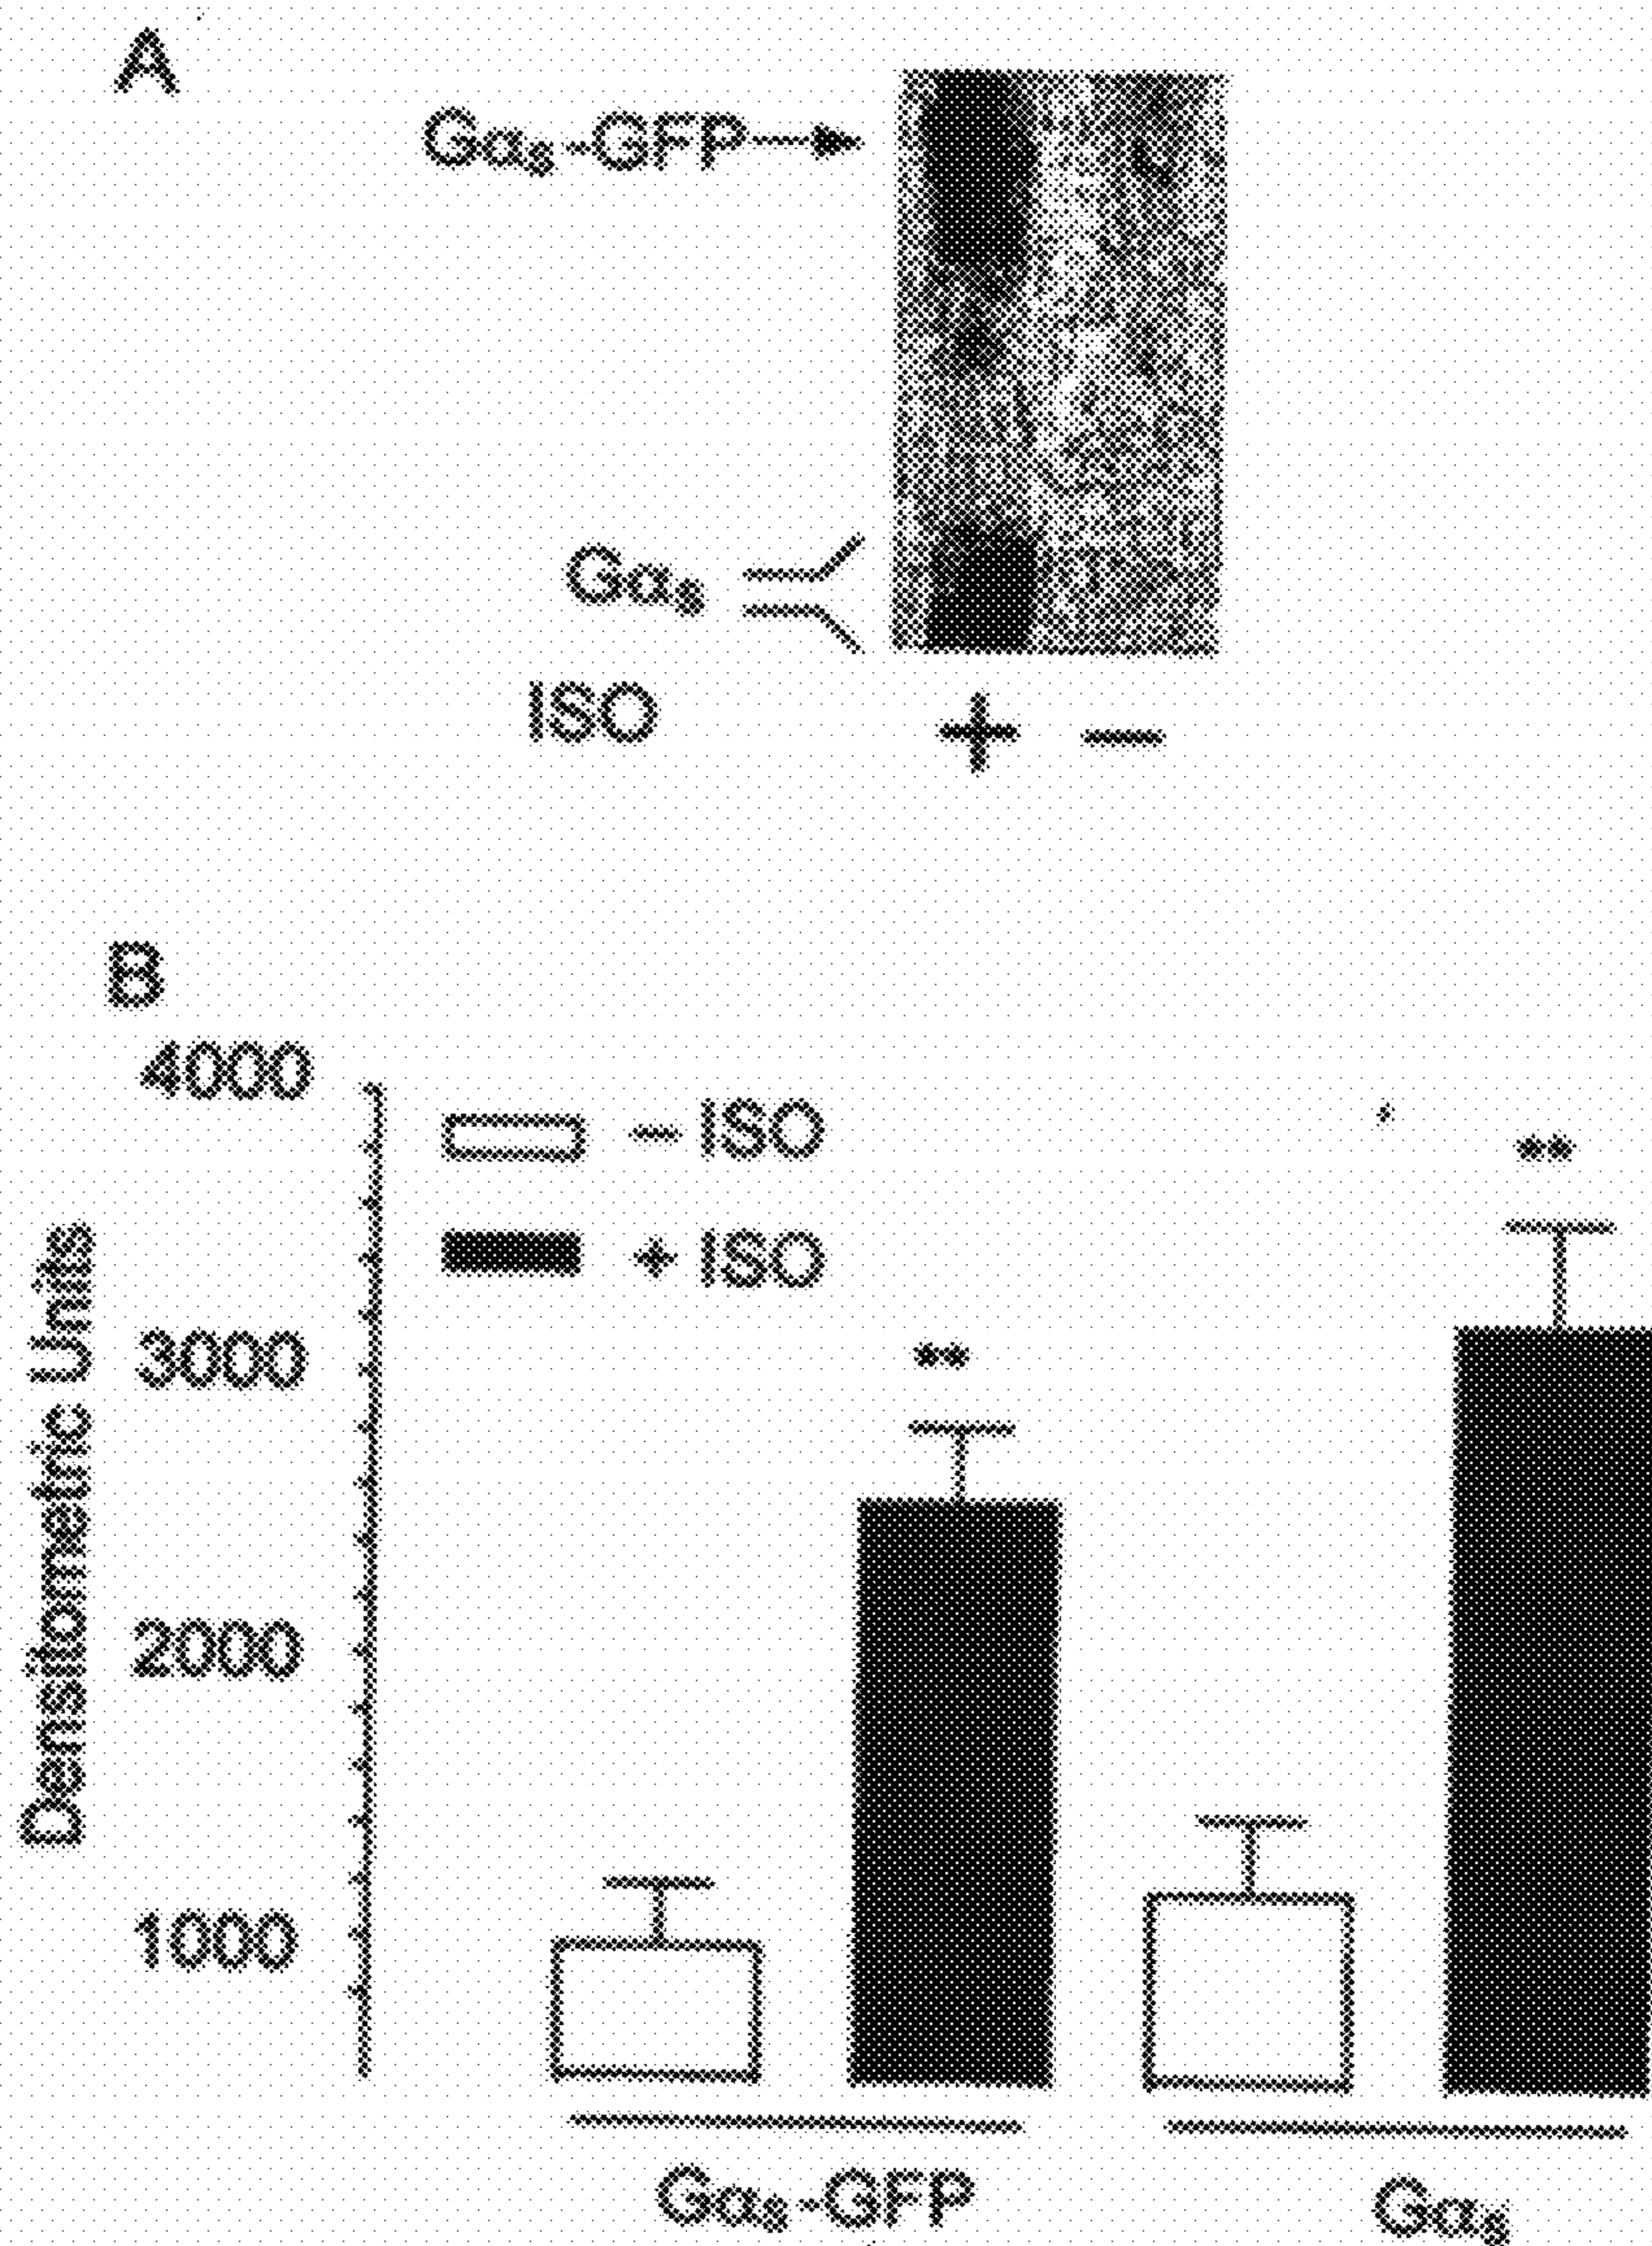 A
Gαₛ-GFP
Gαₛ
ISO + −
B
4000
− ISO
**
+ ISO
3000
**
Densitometric Units
2000
1000
Gαₛ-GFP Gαₛ